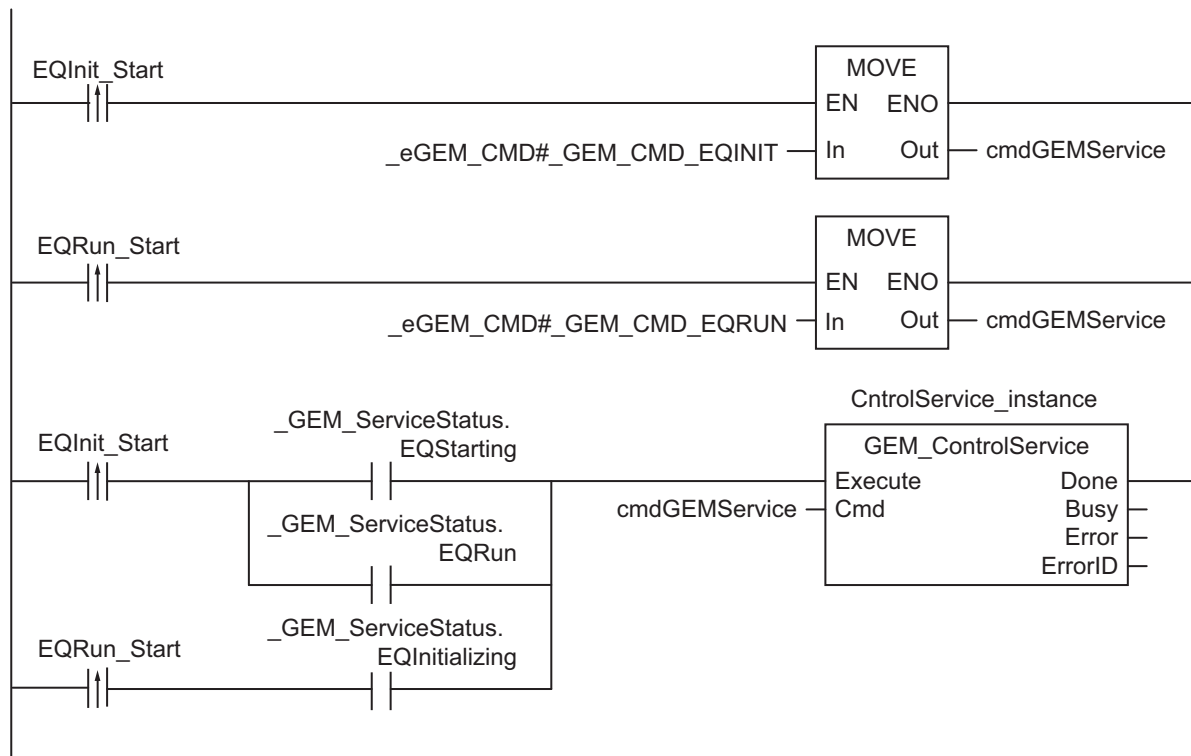 EQInit_Start
MOVE
EN ENO
_eGEM_CMD#_GEM_CMD_EQINIT In Out cmdGEMService
EQRun_Start
MOVE
EN ENO
_eGEM_CMD#_GEM_CMD_EQRUN In Out cmdGEMService
CntrolService_instance
_GEM_ServiceStatus.
EQInit_Start EQStarting GEM_ControlService
Execute Done
cmdGEMService Cmd Busy
_GEM_ServiceStatus.
EQRun Error
ErrorID
_GEM_ServiceStatus.
EQRun_Start EQInitializing